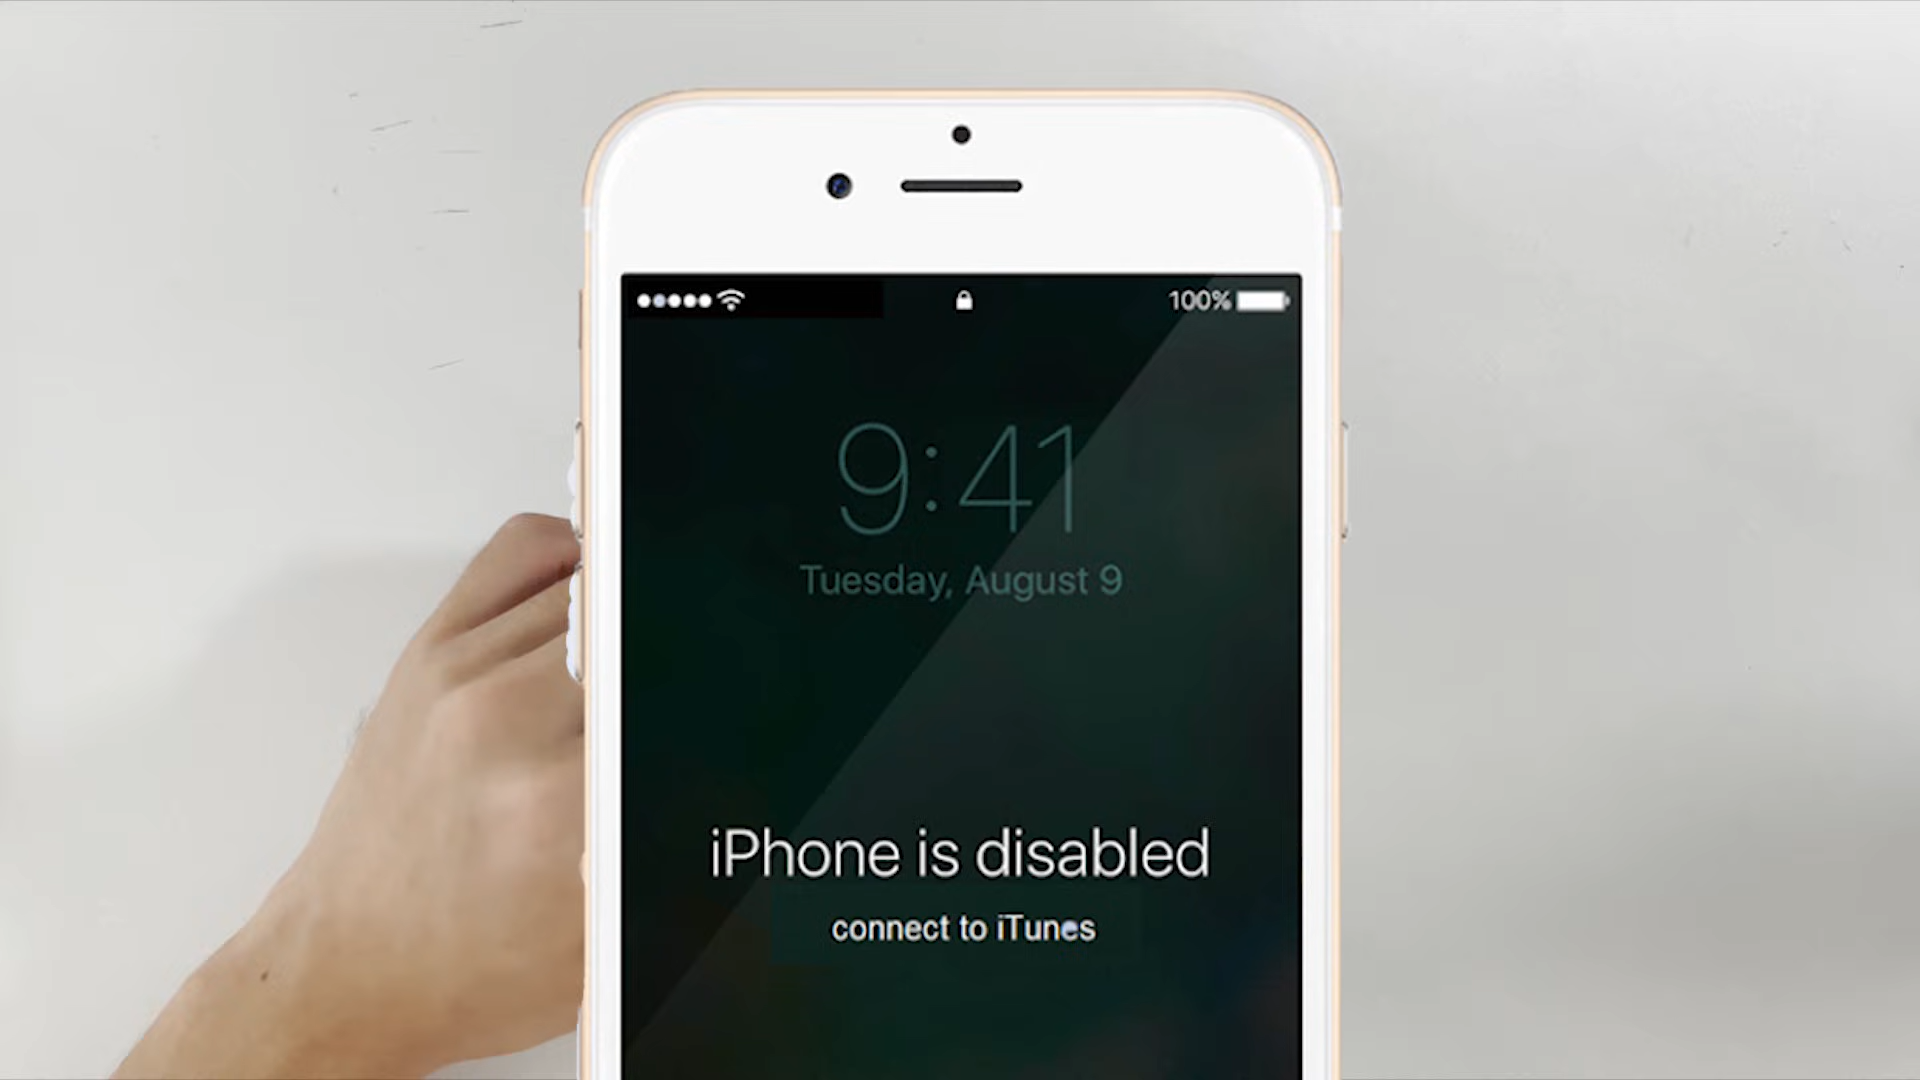 100%
9:41
Tuesday, August 9
iPhone is disabled
connect to iTunes